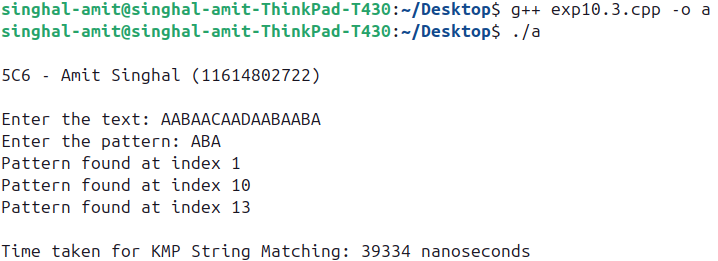 singhal-amit@singhal-amit-ThinkPad-T430:~/Desktop$ g++ exp10.3.cpp -o a
singhal-amit@singhal-amit-ThinkPad-T430:~/Desktop$ ./a
5C6 - Amit Singhal (11614802722)
Enter the text: AABAACAADAABAABA
Enter the pattern: ABA
Pattern found at index 1
Pattern found at index 10
Pattern found at index 13
Time taken for KMP String Matching: 39334 nanoseconds